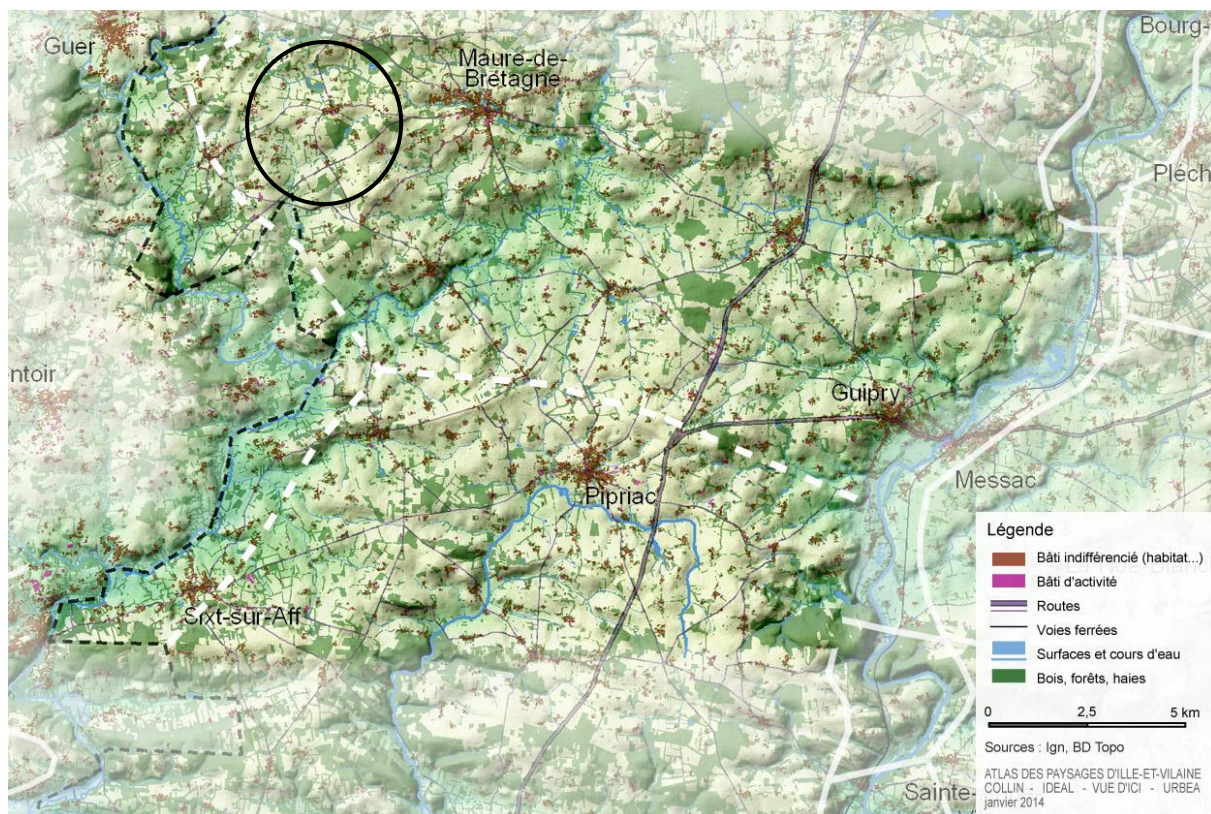 Guer
Bourg-
Maure-de-
Bretagne
Pléch
entoir
Guipry
Messac
Pipriac
Sixt-sur-Aff
Sainte-
Légende
Bâti indifférencié (habitat...)
Bâti d'activité
Routes
Voies ferrées
Surfaces et cours d'eau
Bois, forêts, haies
0 2,5 5 km
Sources : Ign, BD Topo
ATLAS DES PAYSAGES D'ILLE-ET-VILAINE
COLLIN - IDEAL - VUE D'ICI - URBEA
janvier 2014